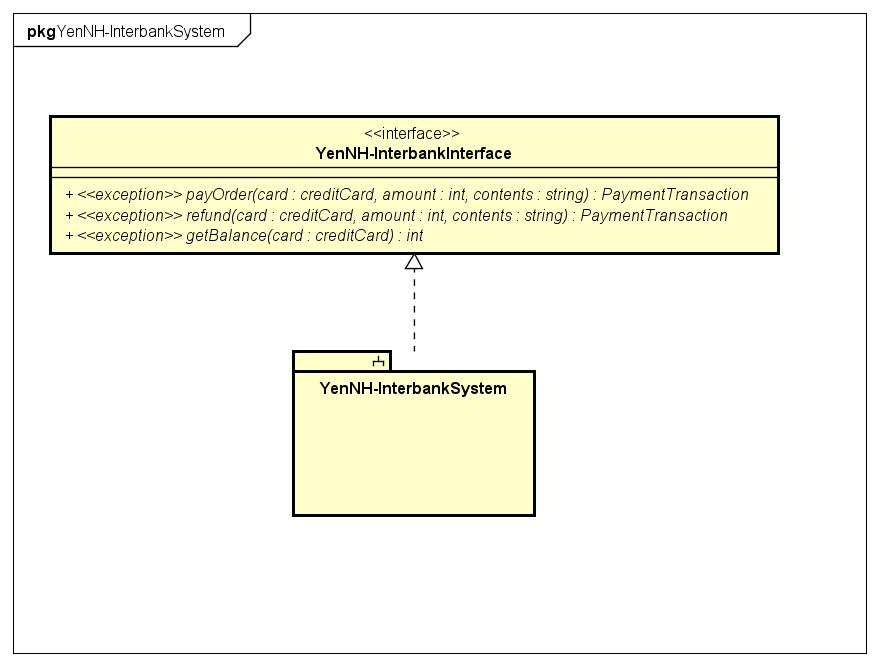 pkgYenNH-InterbankSystem
<<interface>>
YenNH-InterbankInterface
+ <<exception>> payOrder(card : creditCard, amount : int, contents : string) : PaymentTransaction
+ <<exception>> refund(card : creditCard, amount : int, contents : string) : PaymentTransaction
+ <<exception>> getBalance(card : creditCard) : int
YenNH-InterbankSystem